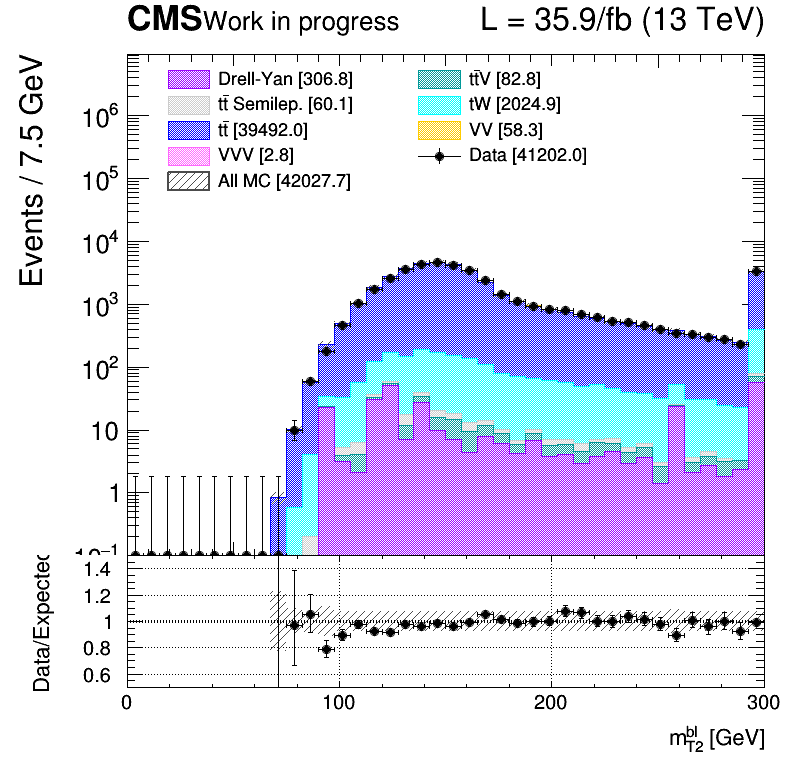 CMS Work in progress L = 35.9/fb (13 TeV)
Events / 7.5 GeV
Drell-Yan [306.8] tt̄V [82.8]
tt̄ Semilep. [60.1] tW [2024.9]
tt̄ [39492.0] VV [58.3]
VVV [2.8] Data [41202.0]
All MC [42027.7]
10⁶
10⁵
10⁴
10³
10²
10
1
10⁻¹
Data/Expected
1.4
1.2
1
0.8
0.6
0 100 200 300
m_{T2}^{bl} [GeV]